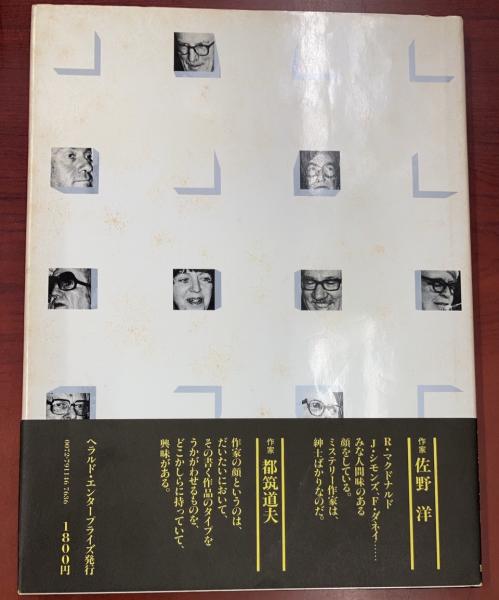 作家 佐野 洋
R・マクドナルド
J・シモンズ、F・ダネイ……
みな人間味のある
顔をしている。
ミステリー作家は、
紳士ばかりなのだ。
作家 都筑道夫
作家の顔というのは、
だいたいにおいて、
その書く作品のタイプを
うかがわせるものを、
どこかしらに持っていて、
興味がある。
ヘラルド・エンタープライズ発行
0072-791146-7636 1800円